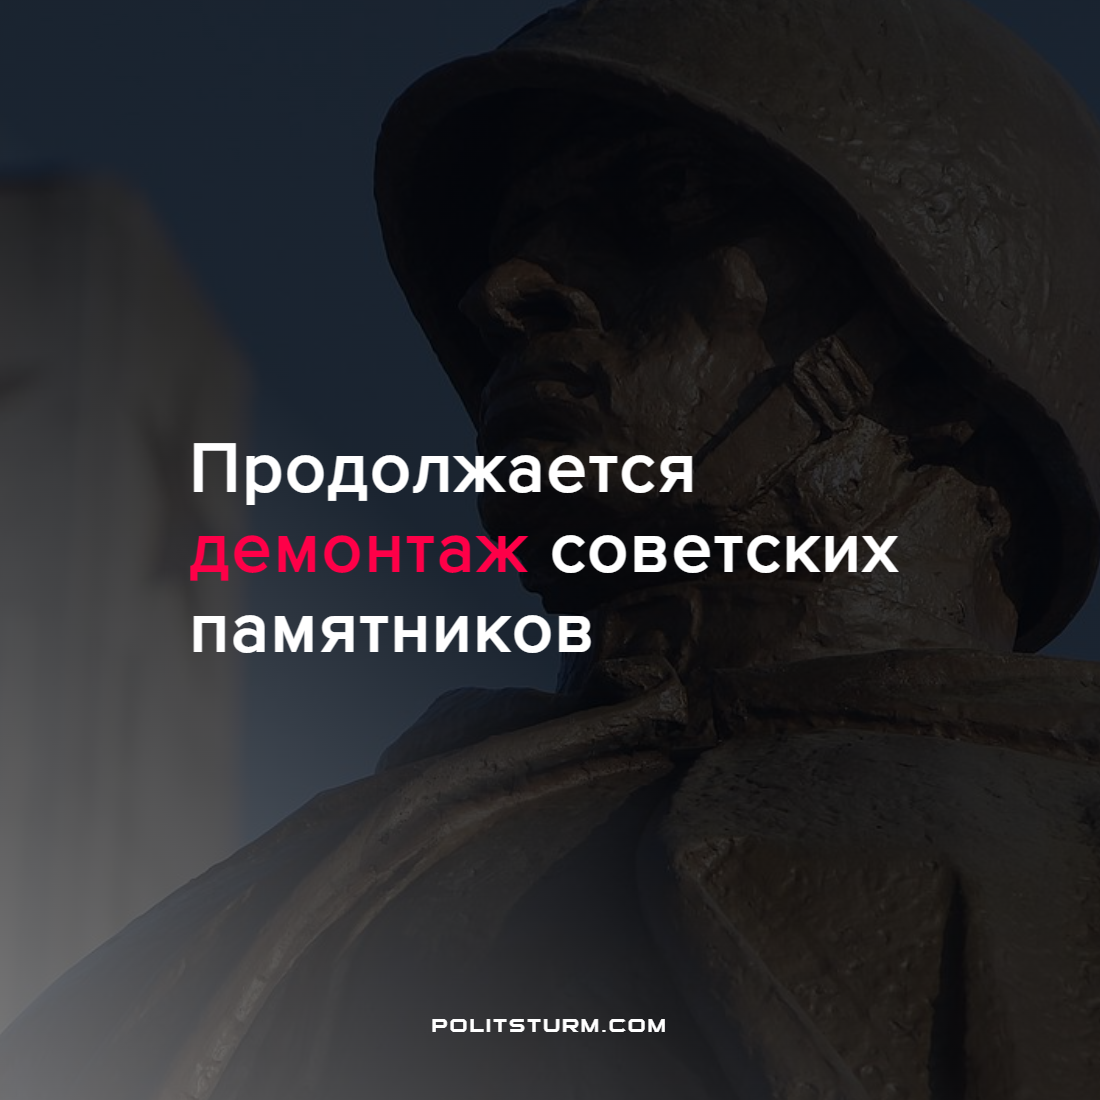 Продолжается
демонтаж советских
памятников
POLITSTURM.COM